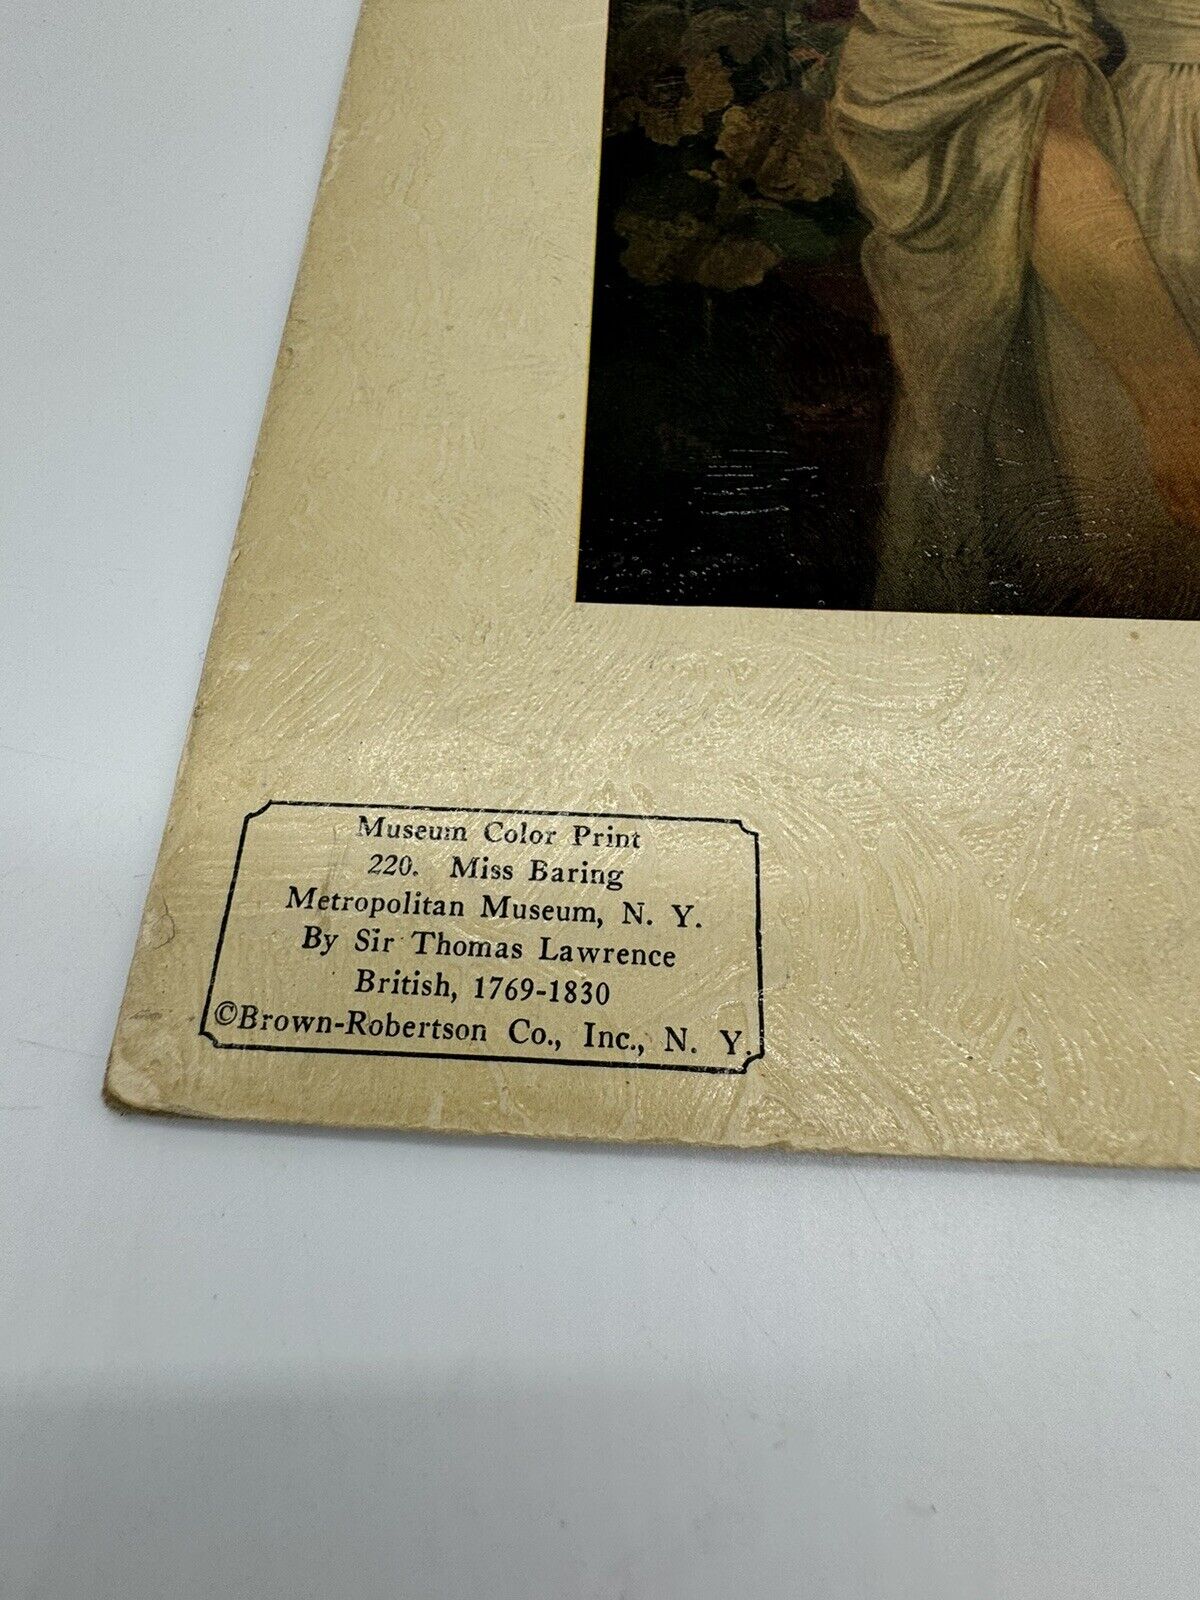 Museum Color Print
220. Miss Baring
Metropolitan Museum, N. Y.
By Sir Thomas Lawrence
British, 1769-1830
©Brown-Robertson Co., Inc., N. Y.